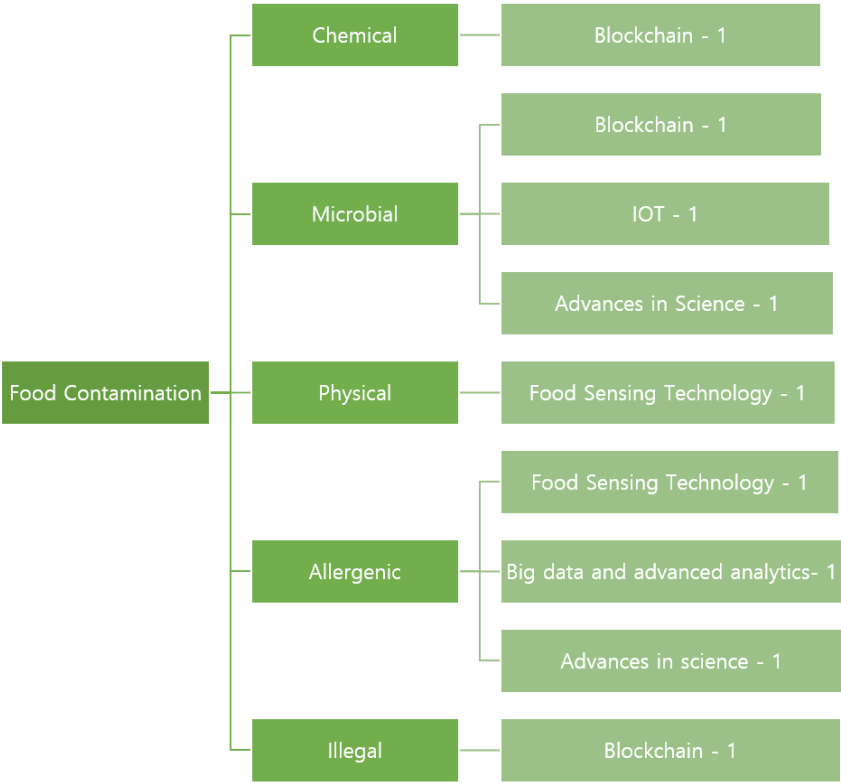 Food Contamination
Chemical
Blockchain - 1
Microbial
Blockchain - 1
IOT - 1
Advances in Science - 1
Physical
Food Sensing Technology - 1
Allergenic
Food Sensing Technology - 1
Big data and advanced analytics- 1
Advances in science - 1
Illegal
Blockchain - 1